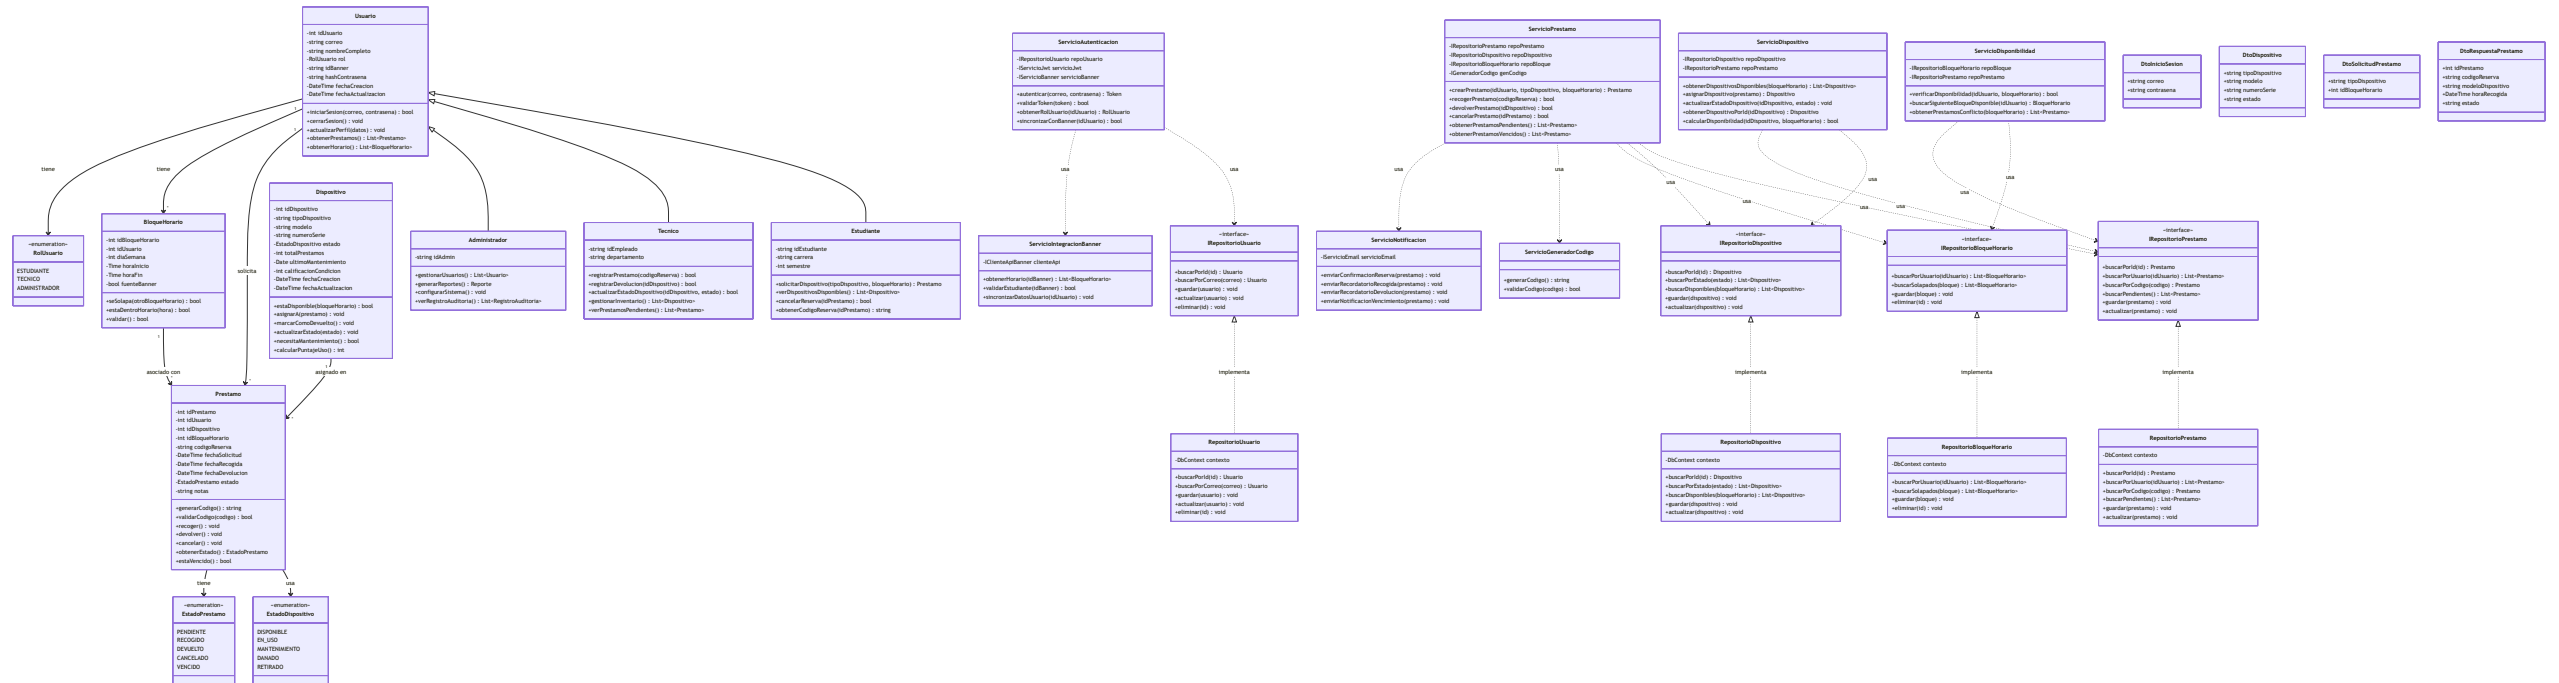 Usuario
-int idUsuario
-string correo
-string nombreCompleto
-RolUsuario rol
-string idBanner
-string hashContrasena
-DateTime fechaCreacion
-DateTime fechaActualizacion
+iniciarSesion(correo, contrasena) : bool
+cerrarSesion() : void
+actualizarPerfil(datos) : void
+obtenerPrestamos() : List<Prestamo>
+obtenerHorario() : List<BloqueHorario>
tiene
tiene
solicita
«enumeration»
RolUsuario
ESTUDIANTE
TECNICO
ADMINISTRADOR
BloqueHorario
-int idBloqueHorario
-int idUsuario
-int diaSemana
-Time horaInicio
-Time horaFin
-bool fuenteBanner
+seSolapa(otroBloqueHorario) : bool
+estaDentroHorario(hora) : bool
+validar() : bool
Dispositivo
-int idDispositivo
-string tipoDispositivo
-string modelo
-string numeroSerie
-EstadoDispositivo estado
-int totalPrestamos
-Date ultimoMantenimiento
-int calificacionCondicion
-DateTime fechaCreacion
-DateTime fechaActualizacion
+estaDisponible(bloqueHorario) : bool
+asignarA(prestamo) : void
+marcarComoDevuelto() : void
+actualizarEstado(estado) : void
+necesitaMantenimiento() : bool
+calcularPuntajeUso() : int
asociado con
asignado en
Prestamo
-int idPrestamo
-int idUsuario
-int idDispositivo
-int idBloqueHorario
-string codigoReserva
-DateTime fechaSolicitud
-DateTime fechaRecogida
-DateTime fechaDevolucion
-EstadoPrestamo estado
-string notas
+generarCodigo() : string
+validarCodigo(codigo) : bool
+recoger() : void
+devolver() : void
+cancelar() : void
+obtenerEstado() : EstadoPrestamo
+estaVencido() : bool
tiene
usa
«enumeration»
EstadoPrestamo
PENDIENTE
RECOGIDO
DEVUELTO
CANCELADO
VENCIDO
«enumeration»
EstadoDispositivo
DISPONIBLE
EN_USO
MANTENIMIENTO
DANADO
RETIRADO
Administrador
-string idAdmin
+gestionarUsuarios() : List<Usuario>
+generarReportes() : Reporte
+configurarSistema() : void
+verRegistroAuditoria() : List<RegistroAuditoria>
Tecnico
-string idEmpleado
-string departamento
+registrarPrestamo(codigoReserva) : bool
+registrarDevolucion(idDispositivo) : bool
+actualizarEstadoDispositivo(idDispositivo, estado) : bool
+gestionarInventario() : List<Dispositivo>
+verPrestamosPendientes() : List<Prestamo>
Estudiante
-string idEstudiante
-string carrera
-int semestre
+solicitarDispositivo(tipoDispositivo, bloqueHorario) : Prestamo
+verDispositivosDisponibles() : List<Dispositivo>
+cancelarReserva(idPrestamo) : bool
+obtenerCodigoReserva(idPrestamo) : string
ServicioAutenticacion
-IRepositorioUsuario repoUsuario
-IServicioJwt servicioJwt
-IServicioBanner servicioBanner
+autenticar(correo, contrasena) : Token
+validarToken(token) : bool
+obtenerRolUsuario(idUsuario) : RolUsuario
+sincronizarConBanner(idUsuario) : bool
usa
usa
ServicioIntegracionBanner
-IClienteApiBanner clienteApi
+obtenerHorario(idBanner) : List<BloqueHorario>
+validarEstudiante(idBanner) : bool
+sincronizarDatosUsuario(idUsuario) : void
«interface»
IRepositorioUsuario
+buscarPorId(id) : Usuario
+buscarPorCorreo(correo) : Usuario
+guardar(usuario) : void
+actualizar(usuario) : void
+eliminar(id) : void
implementa
RepositorioUsuario
-DbContext contexto
+buscarPorId(id) : Usuario
+buscarPorCorreo(correo) : Usuario
+guardar(usuario) : void
+actualizar(usuario) : void
+eliminar(id) : void
ServicioPrestamo
-IRepositorioPrestamo repoPrestamo
-IRepositorioDispositivo repoDispositivo
-IRepositorioBloqueHorario repoBloque
-IGeneradorCodigo genCodigo
+crearPrestamo(idUsuario, tipoDispositivo, bloqueHorario) : Prestamo
+recogerPrestamo(codigoReserva) : bool
+devolverPrestamo(idDispositivo) : bool
+cancelarPrestamo(idPrestamo) : bool
+obtenerPrestamosPendientes() : List<Prestamo>
+obtenerPrestamosVencidos() : List<Prestamo>
usa
usa
usa
usa
usa
ServicioDispositivo
-IRepositorioDispositivo repoDispositivo
-IRepositorioPrestamo repoPrestamo
+obtenerDispositivosDisponibles(bloqueHorario) : List<Dispositivo>
+asignarDispositivo(prestamo) : Dispositivo
+actualizarEstadoDispositivo(idDispositivo, estado) : void
+obtenerDispositivoPorId(idDispositivo) : Dispositivo
+calcularDisponibilidad(idDispositivo, bloqueHorario) : bool
usa
usa
ServicioDisponibilidad
-IRepositorioBloqueHorario repoBloque
-IRepositorioPrestamo repoPrestamo
+verificarDisponibilidad(idUsuario, bloqueHorario) : bool
+buscarSiguienteBloqueDisponible(idUsuario) : BloqueHorario
+obtenerPrestamosConflicto(bloqueHorario) : List<Prestamo>
usa
usa
DtoInicioSesion
+string correo
+string contrasena
DtoDispositivo
+string tipoDispositivo
+string modelo
+string numeroSerie
+string estado
DtoSolicitudPrestamo
+string tipoDispositivo
+int idBloqueHorario
DtoRespuestaPrestamo
+int idPrestamo
+string codigoReserva
+string modeloDispositivo
+DateTime horaRecogida
+string estado
ServicioNotificacion
-IServicioEmail servicioEmail
+enviarConfirmacionReserva(prestamo) : void
+enviarRecordatorioRecogida(prestamo) : void
+enviarRecordatorioDevolucion(prestamo) : void
+enviarNotificacionVencimiento(prestamo) : void
ServicioGeneradorCodigo
+generarCodigo() : string
+validarCodigo(codigo) : bool
«interface»
IRepositorioDispositivo
+buscarPorId(id) : Dispositivo
+buscarPorEstado(estado) : List<Dispositivo>
+buscarDisponibles(bloqueHorario) : List<Dispositivo>
+guardar(dispositivo) : void
+actualizar(dispositivo) : void
implementa
RepositorioDispositivo
-DbContext contexto
+buscarPorId(id) : Dispositivo
+buscarPorEstado(estado) : List<Dispositivo>
+buscarDisponibles(bloqueHorario) : List<Dispositivo>
+guardar(dispositivo) : void
+actualizar(dispositivo) : void
«interface»
IRepositorioBloqueHorario
+buscarPorUsuario(idUsuario) : List<BloqueHorario>
+buscarSolapados(bloque) : List<BloqueHorario>
+guardar(bloque) : void
+eliminar(id) : void
implementa
RepositorioBloqueHorario
-DbContext contexto
+buscarPorUsuario(idUsuario) : List<BloqueHorario>
+buscarSolapados(bloque) : List<BloqueHorario>
+guardar(bloque) : void
+eliminar(id) : void
«interface»
IRepositorioPrestamo
+buscarPorId(id) : Prestamo
+buscarPorUsuario(idUsuario) : List<Prestamo>
+buscarPorCodigo(codigo) : Prestamo
+buscarPendientes() : List<Prestamo>
+guardar(prestamo) : void
+actualizar(prestamo) : void
implementa
RepositorioPrestamo
-DbContext contexto
+buscarPorId(id) : Prestamo
+buscarPorUsuario(idUsuario) : List<Prestamo>
+buscarPorCodigo(codigo) : Prestamo
+buscarPendientes() : List<Prestamo>
+guardar(prestamo) : void
+actualizar(prestamo) : void